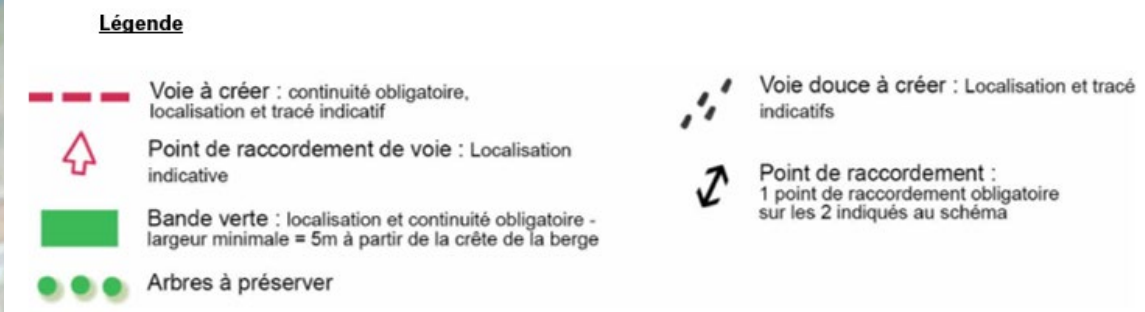 Légende
Voie à créer : continuité obligatoire,
localisation et tracé indicatif
Point de raccordement de voie : Localisation
indicative
Bande verte : localisation et continuité obligatoire -
largeur minimale = 5m à partir de la crête de la berge
Arbres à préserver
Voie douce à créer : Localisation et tracé
indicatifs
Point de raccordement :
1 point de raccordement obligatoire
sur les 2 indiqués au schéma